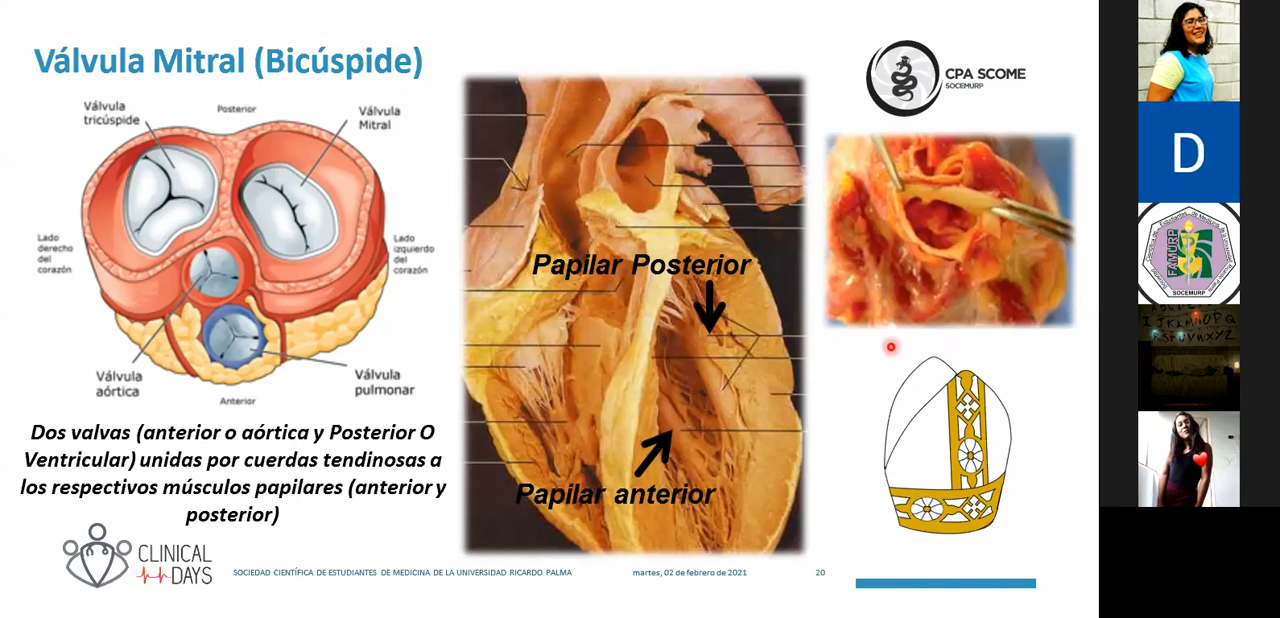 Válvula Mitral (Bicúspide)
Válvula
tricúspide
Posterior
Válvula
Mitral
Lado
derecho
del
corazón
Lado
izquierdo
del
corazón
Válvula
aórtica
Anterior
Válvula
pulmonar
Dos valvas (anterior o aórtica y Posterior O
Ventricular) unidas por cuerdas tendinosas a
los respectivos músculos papilares (anterior y
posterior)
Papilar Posterior
Papilar anterior
CPA SCOME
SOCEMURP
CLINICAL
DAYS
SOCIEDAD CIENTÍFICA DE ESTUDIANTES DE MEDICINA DE LA UNIVERSIDAD RICARDO PALMA
martes, 02 de febrero de 2021
20
D
FAMURP
SOCEMURP